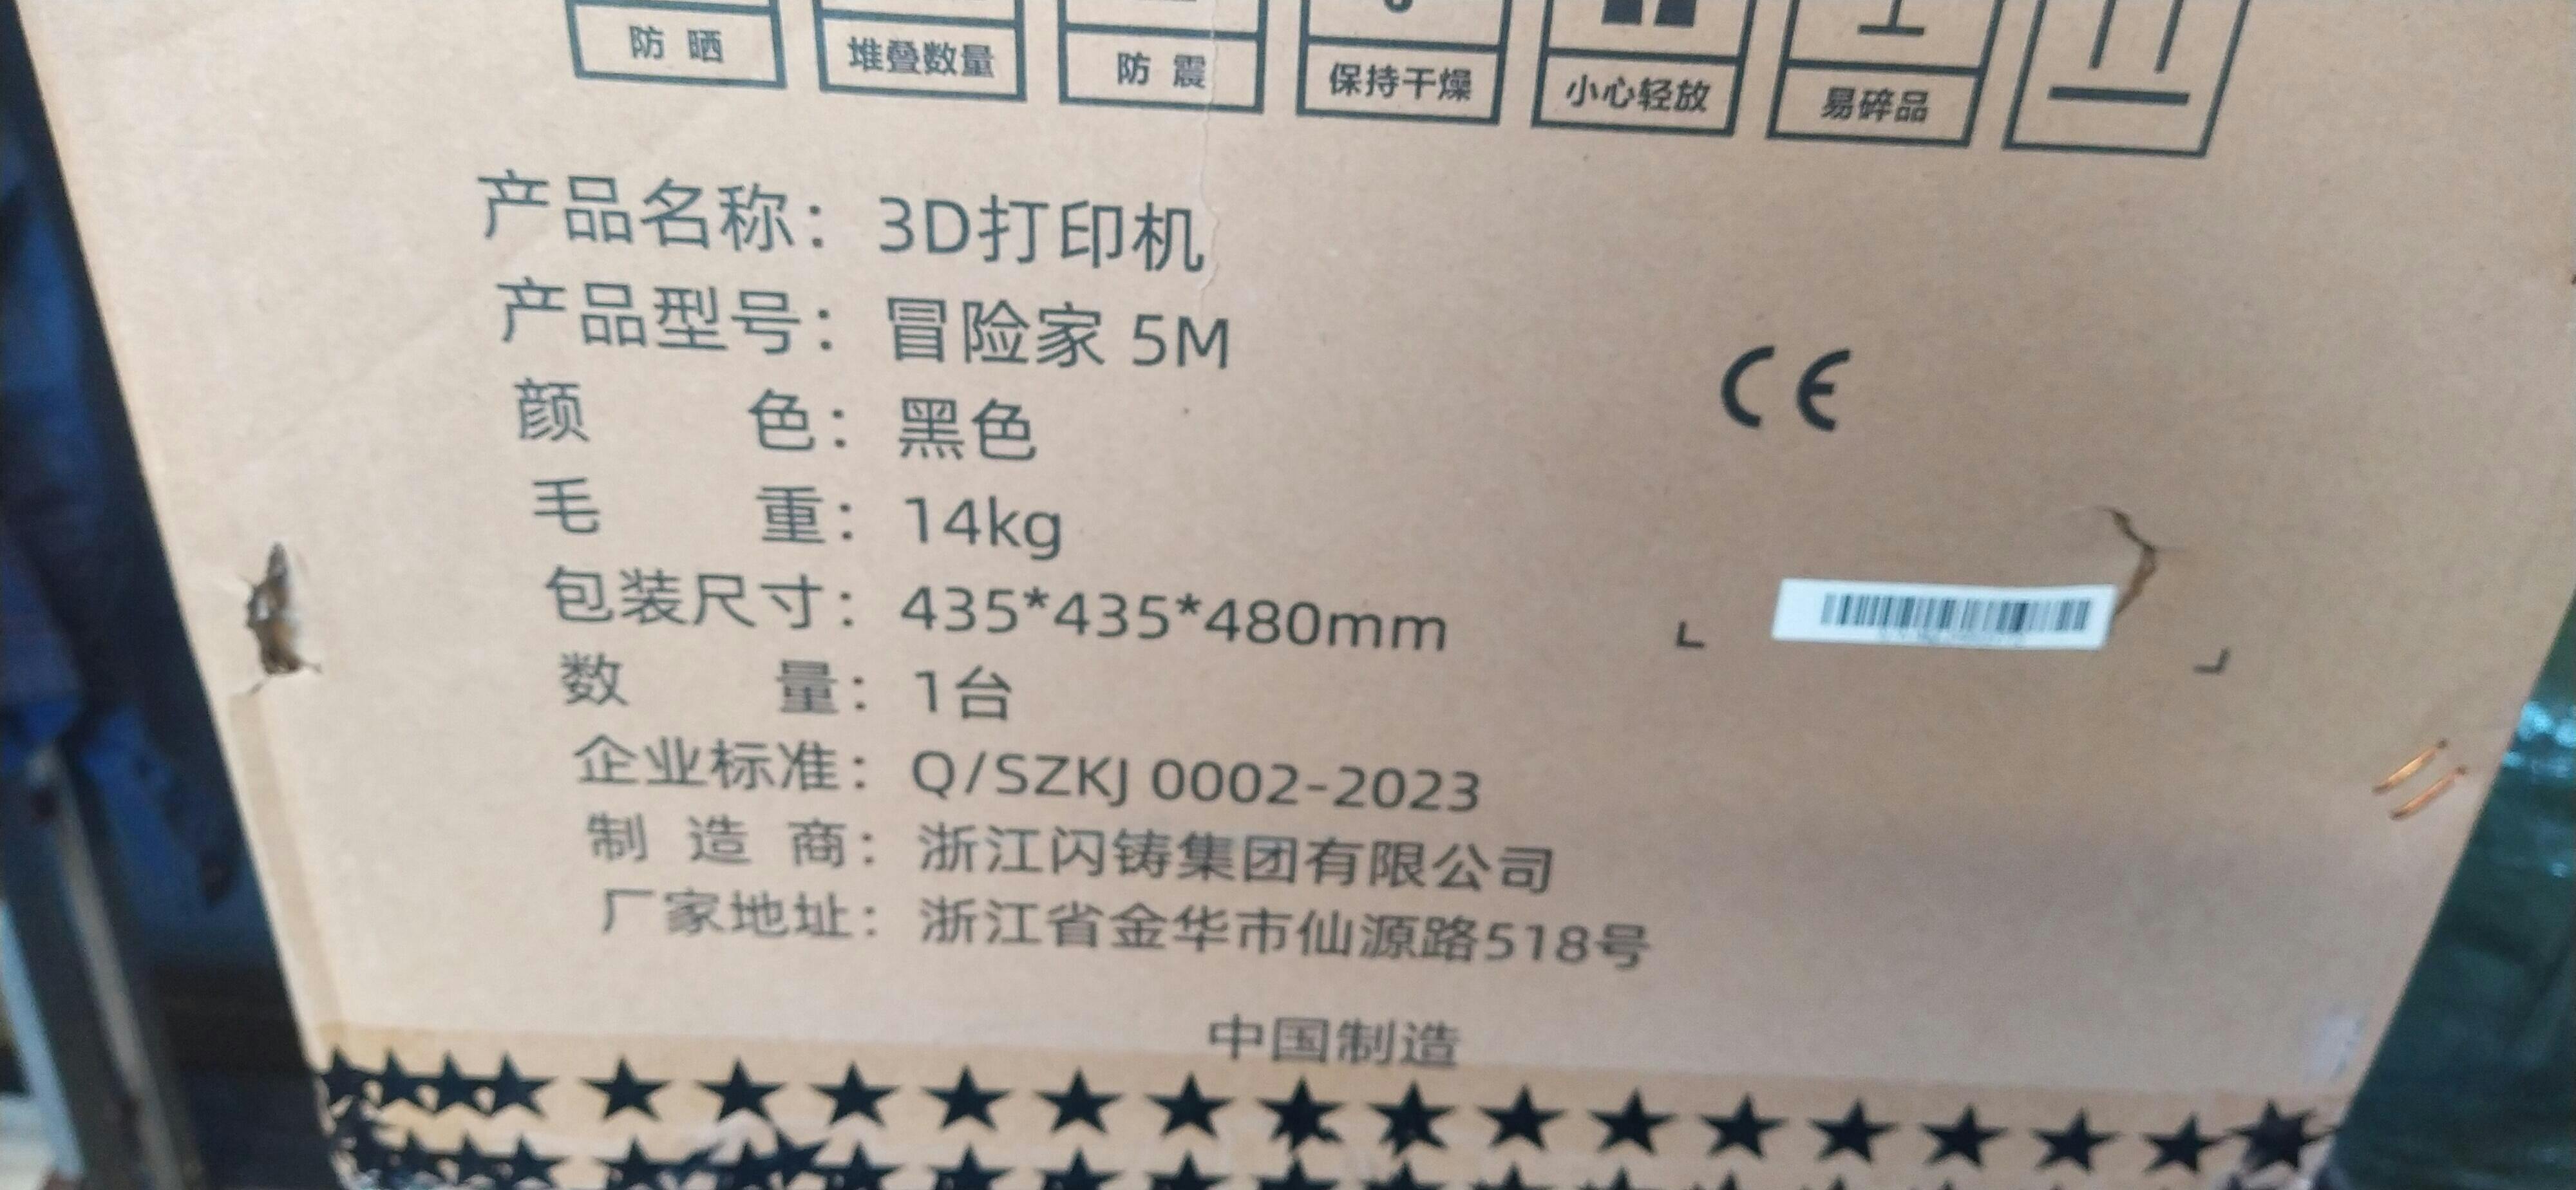 防 晒
堆叠数量
防 震
保持干燥
小心轻放
易碎品
产品名称：3D打印机
产品型号：冒险家 5M
颜 色：黑色
毛 重：14kg
包装尺寸：435*435*480mm
数 量：1台
企业标准：Q/SZKJ 0002-2023
制 造 商：浙江闪铸集团有限公司
厂家地址：浙江省金华市仙源路518号
中国制造
CE